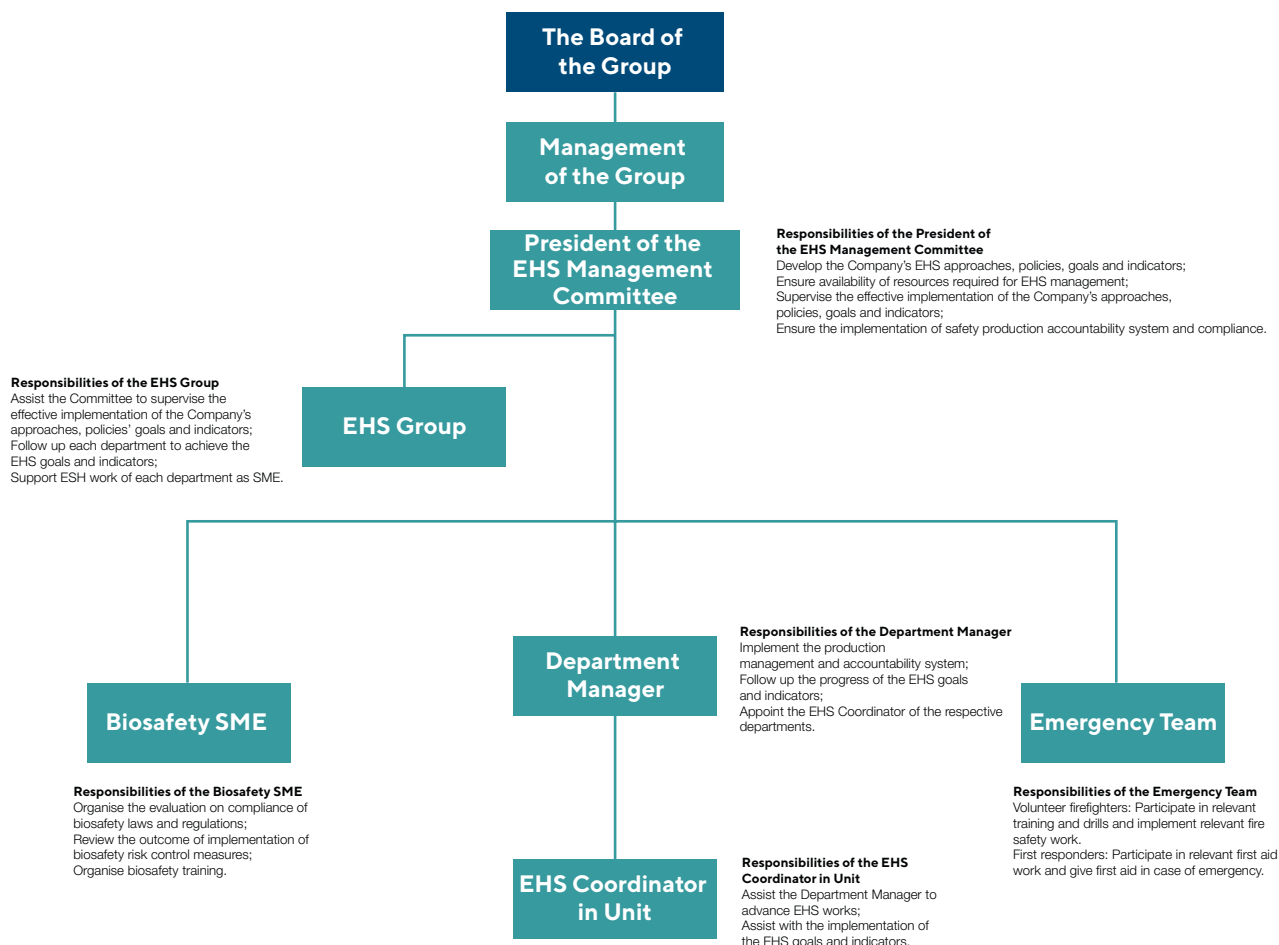 The Board of
the Group
Management
of the Group
President of the
EHS Management
Committee
Responsibilities of the President of
the EHS Management Committee
Develop the Company's EHS approaches, policies, goals and indicators;
Ensure availability of resources required for EHS management;
Supervise the effective implementation of the Company's approaches,
policies, goals and indicators;
Ensure the implementation of safety production accountability system and compliance.
Responsibilities of the EHS Group
Assist the Committee to supervise the
effective implementation of the Company's
approaches, policies' goals and indicators;
Follow up each department to achieve the
EHS goals and indicators;
Support ESH work of each department as SME.
EHS Group
Department
Manager
Responsibilities of the Department Manager
Implement the production
management and accountability system;
Follow up the progress of the EHS goals
and indicators;
Appoint the EHS Coordinator of the respective
departments.
Biosafety SME
Responsibilities of the Biosafety SME
Organise the evaluation on compliance of
biosafety laws and regulations;
Review the outcome of implementation of
biosafety risk control measures;
Organise biosafety training.
Emergency Team
Responsibilities of the Emergency Team
Volunteer firefighters: Participate in relevant
training and drills and implement relevant fire
safety work.
First responders: Participate in relevant first aid
work and give first aid in case of emergency.
EHS Coordinator
in Unit
Responsibilities of the EHS
Coordinator in Unit
Assist the Department Manager to
advance EHS works;
Assist with the implementation of
the EHS goals and indicators.